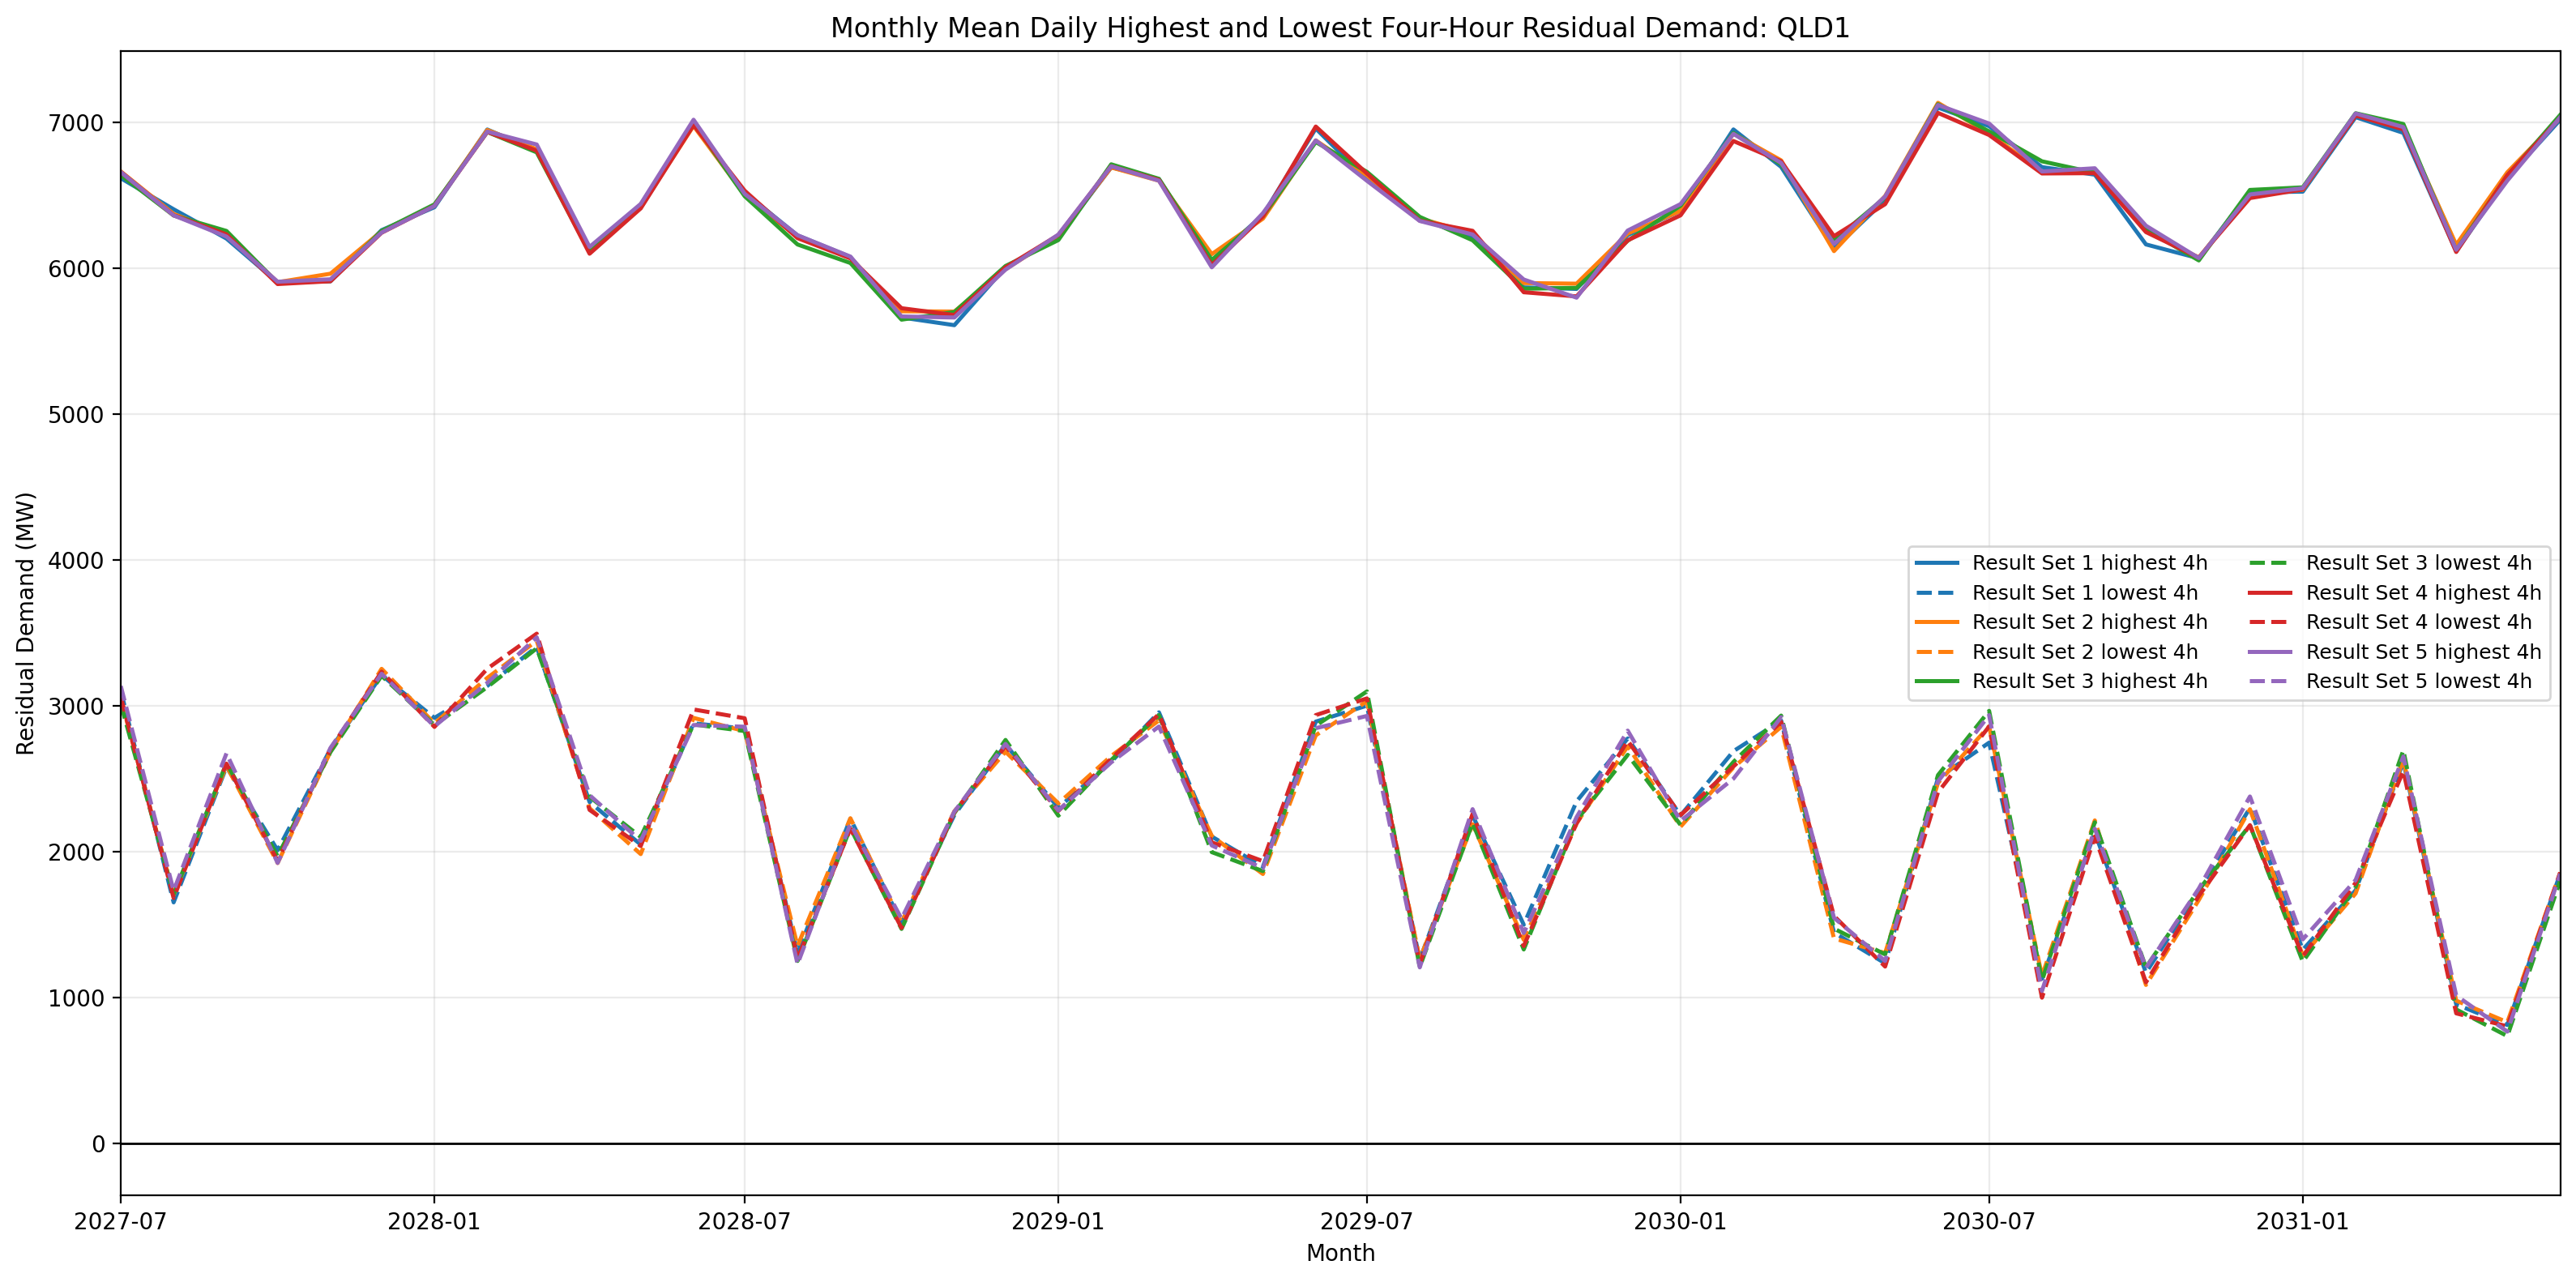 Monthly Mean Daily Highest and Lowest Four-Hour Residual Demand: QLD1
Residual Demand (MW)
7000
6000
5000
4000
3000
2000
1000
0
Result Set 1 highest 4h
Result Set 1 lowest 4h
Result Set 2 highest 4h
Result Set 2 lowest 4h
Result Set 3 highest 4h
Result Set 3 lowest 4h
Result Set 4 highest 4h
Result Set 4 lowest 4h
Result Set 5 highest 4h
Result Set 5 lowest 4h
2027-07 2028-01 2028-07 2029-01 2029-07 2030-01 2030-07 2031-01
Month